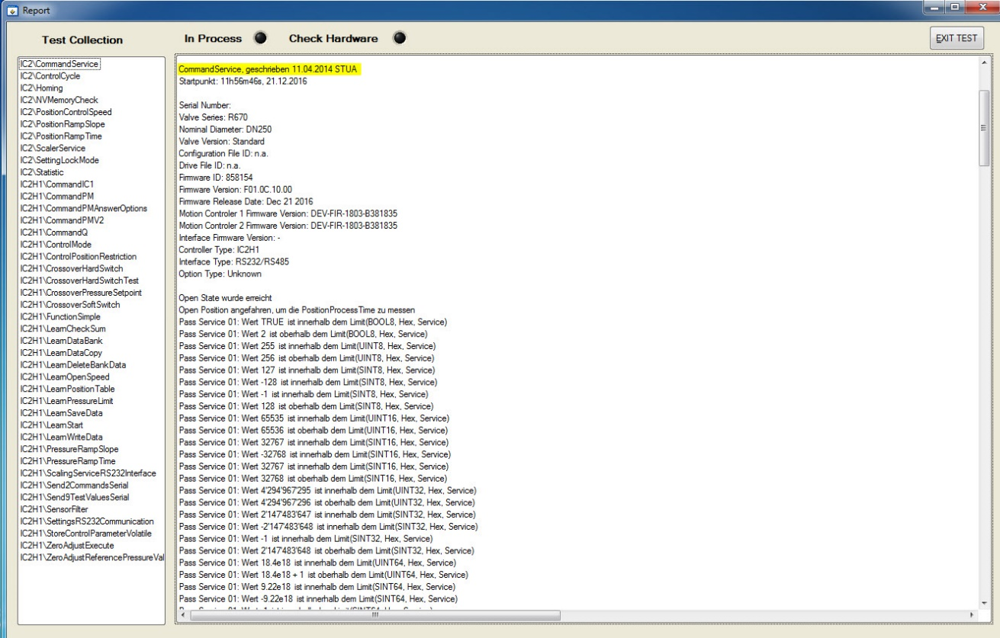 Report
Test Collection
In Process
Check Hardware
EXIT TEST
IC2\CommandService
IC2\ControlCycle
IC2\Homing
IC2\NVMemoryCheck
IC2\PositionControlSpeed
IC2\PositionRampSlope
IC2\PositionRampTime
IC2\ScalerService
IC2\SettingLockMode
IC2\Statistic
IC2H1\CommandIC1
IC2H1\CommandPM
IC2H1\CommandPMAnswerOptions
IC2H1\CommandPMV2
IC2H1\CommandQ
IC2H1\ControlMode
IC2H1\ControlPositionRestriction
IC2H1\CrossoverHardSwitch
IC2H1\CrossoverHardSwitchTest
IC2H1\CrossoverPressureSetpoint
IC2H1\CrossoverSoftSwitch
IC2H1\FunctionSimple
IC2H1\LearnCheckSum
IC2H1\LearnDataBank
IC2H1\LearnDataCopy
IC2H1\LearnDeleteBankData
IC2H1\LearnOpenSpeed
IC2H1\LearnPositionTable
IC2H1\LearnPressureLimit
IC2H1\LearnSaveData
IC2H1\LearnStart
IC2H1\LearnWriteData
IC2H1\PressureRampSlope
IC2H1\PressureRampTime
IC2H1\ScalingServiceRS232Interface
IC2H1\Send2CommandsSerial
IC2H1\Send9TestValuesSerial
IC2H1\SensorFilter
IC2H1\SettingsRS232Communication
IC2H1\StoreControlParameterVolatile
IC2H1\ZeroAdjustExecute
IC2H1\ZeroAdjustReferencePressureVal
CommandService, geschrieben 11.04.2014 STUA
Startpunkt: 11h56m46s, 21.12.2016
Serial Number:
Valve Series: R670
Nominal Diameter: DN250
Valve Version: Standard
Configuration File ID: n.a.
Drive File ID: n.a.
Firmware ID: 858154
Firmware Version: F01.0C.10.00
Firmware Release Date: Dec 21 2016
Motion Controler 1 Firmware Version: DEV-FIR-1803-B381835
Motion Controler 2 Firmware Version: DEV-FIR-1803-B381835
Interface Firmware Version: -
Controller Type: IC2H1
Interface Type: RS232/RS485
Option Type: Unknown
Open State wurde erreicht
Open Position angefahren, um die PositionProcessTime zu messen
Pass Service 01: Wert TRUE ist innerhalb dem Limit(BOOL8, Hex, Service)
Pass Service 01: Wert 2 ist oberhalb dem Limit(BOOL8, Hex, Service)
Pass Service 01: Wert 255 ist innerhalb dem Limit(UINT8, Hex, Service)
Pass Service 01: Wert 256 ist oberhalb dem Limit(UINT8, Hex, Service)
Pass Service 01: Wert 127 ist innerhalb dem Limit(SINT8, Hex, Service)
Pass Service 01: Wert -128 ist innerhalb dem Limit(SINT8, Hex, Service)
Pass Service 01: Wert -1 ist innerhalb dem Limit(SINT8, Hex, Service)
Pass Service 01: Wert 128 ist oberhalb dem Limit(SINT8, Hex, Service)
Pass Service 01: Wert 65535 ist innerhalb dem Limit(UINT16, Hex, Service)
Pass Service 01: Wert 65536 ist oberhalb dem Limit(UINT16, Hex, Service)
Pass Service 01: Wert 32767 ist innerhalb dem Limit(SINT16, Hex, Service)
Pass Service 01: Wert -32768 ist innerhalb dem Limit(SINT16, Hex, Service)
Pass Service 01: Wert 32767 ist innerhalb dem Limit(SINT16, Hex, Service)
Pass Service 01: Wert 32768 ist oberhalb dem Limit(SINT16, Hex, Service)
Pass Service 01: Wert 4'294'967'295 ist innerhalb dem Limit(UINT32, Hex, Service)
Pass Service 01: Wert 4'294'967'296 ist oberhalb dem Limit(UINT32, Hex, Service)
Pass Service 01: Wert 2'147'483'647 ist innerhalb dem Limit(SINT32, Hex, Service)
Pass Service 01: Wert -2'147'483'648 ist innerhalb dem Limit(SINT32, Hex, Service)
Pass Service 01: Wert -1 ist innerhalb dem Limit(SINT32, Hex, Service)
Pass Service 01: Wert 2'147'483'648 ist oberhalb dem Limit(SINT32, Hex, Service)
Pass Service 01: Wert 18.4e18 ist innerhalb dem Limit(UINT64, Hex, Service)
Pass Service 01: Wert 18.4e18 + 1 ist oberhalb dem Limit(UINT64, Hex, Service)
Pass Service 01: Wert 9.22e18 ist innerhalb dem Limit(SINT64, Hex, Service)
Pass Service 01: Wert -9.22e18 ist innerhalb dem Limit(SINT64, Hex, Service)